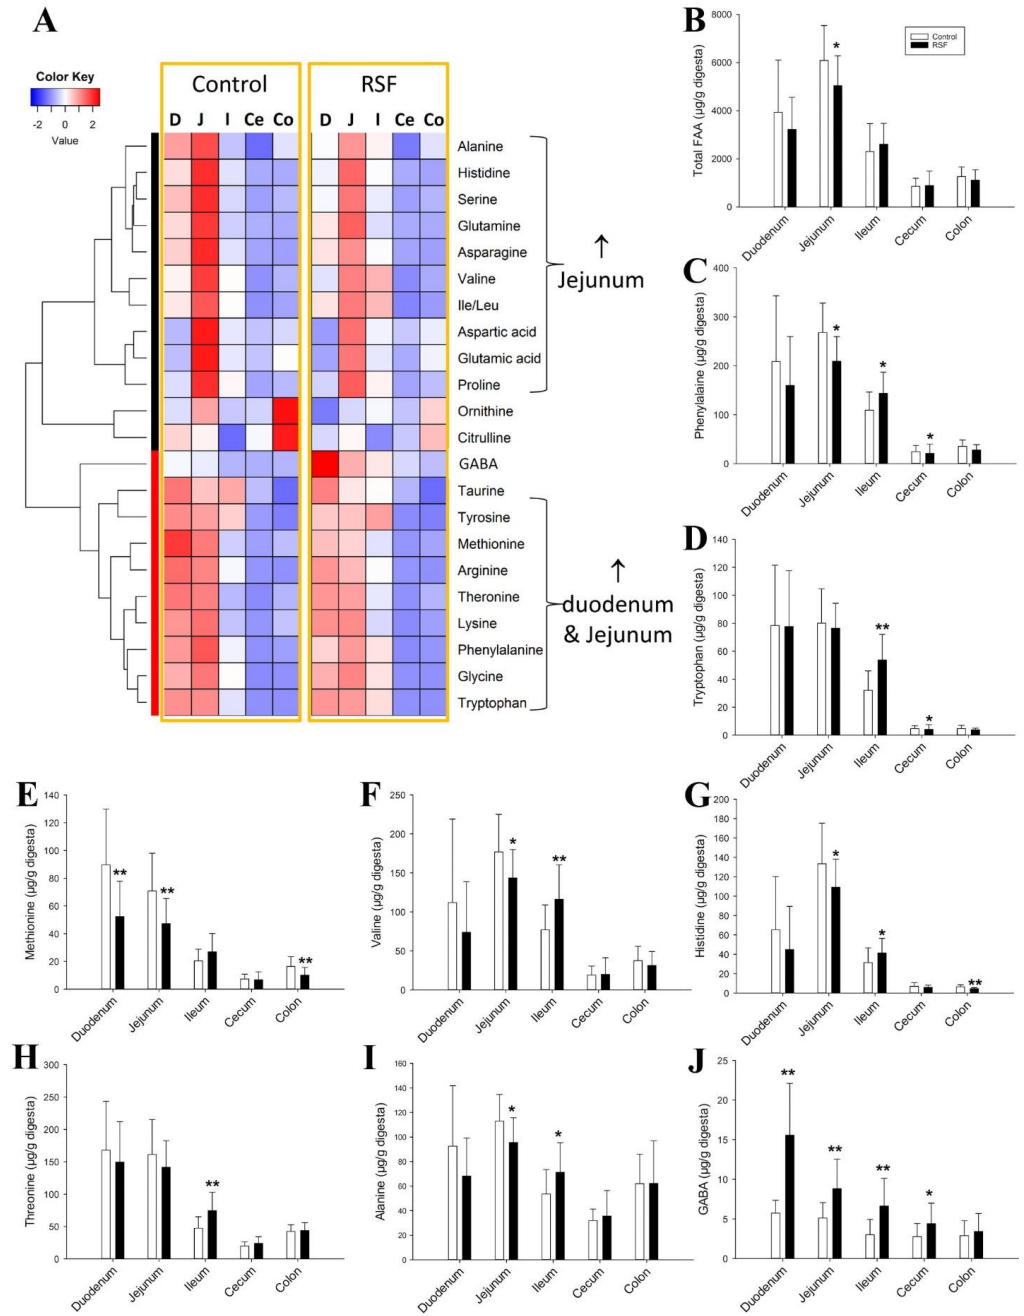 A
Color Key
-2 0 2
Value
Control
RSF
D J I Ce Co
D J I Ce Co
Alanine
Histidine
Serine
Glutamine
Asparagine
Valine
Ile/Leu
Aspartic acid
Glutamic acid
Proline
Ornithine
Citrulline
GABA
Taurine
Tyrosine
Methionine
Arginine
Theronine
Lysine
Phenylalanine
Glycine
Tryptophan
↑
Jejunum
↑
duodenum
& Jejunum
B
Total FAA (µg/g digesta)
8000
6000
4000
2000
0
Control
RSF
*
Duodenum
Jejunum
Ileum
Cecum
Colon
C
Phenylalaine (µg/g digesta)
400
300
200
100
0
*
*
*
Duodenum
Jejunum
Ileum
Cecum
Colon
D
Tryptophan (µg/g digesta)
140
120
100
80
60
40
20
0
**
*
Duodenum
Jejunum
Ileum
Cecum
Colon
E
Methionine (µg/g digesta)
140
120
100
80
60
40
20
0
**
**
**
Duodenum
Jejunum
Ileum
Cecum
Colon
F
Valine (µg/g digesta)
250
200
150
100
50
0
*
**
Duodenum
Jejunum
Ileum
Cecum
Colon
G
Histidine (µg/g digesta)
200
180
160
140
120
100
80
60
40
20
0
*
*
**
Duodenum
Jejunum
Ileum
Cecum
Colon
H
Threonine (µg/g digesta)
300
250
200
150
100
50
0
**
Duodenum
Jejunum
Ileum
Cecum
Colon
I
Alanine (µg/g digesta)
160
140
120
100
80
60
40
20
0
*
*
Duodenum
Jejunum
Ileum
Cecum
Colon
J
GABA (µg/g digesta)
25
20
15
10
5
0
**
**
**
*
Duodenum
Jejunum
Ileum
Cecum
Colon